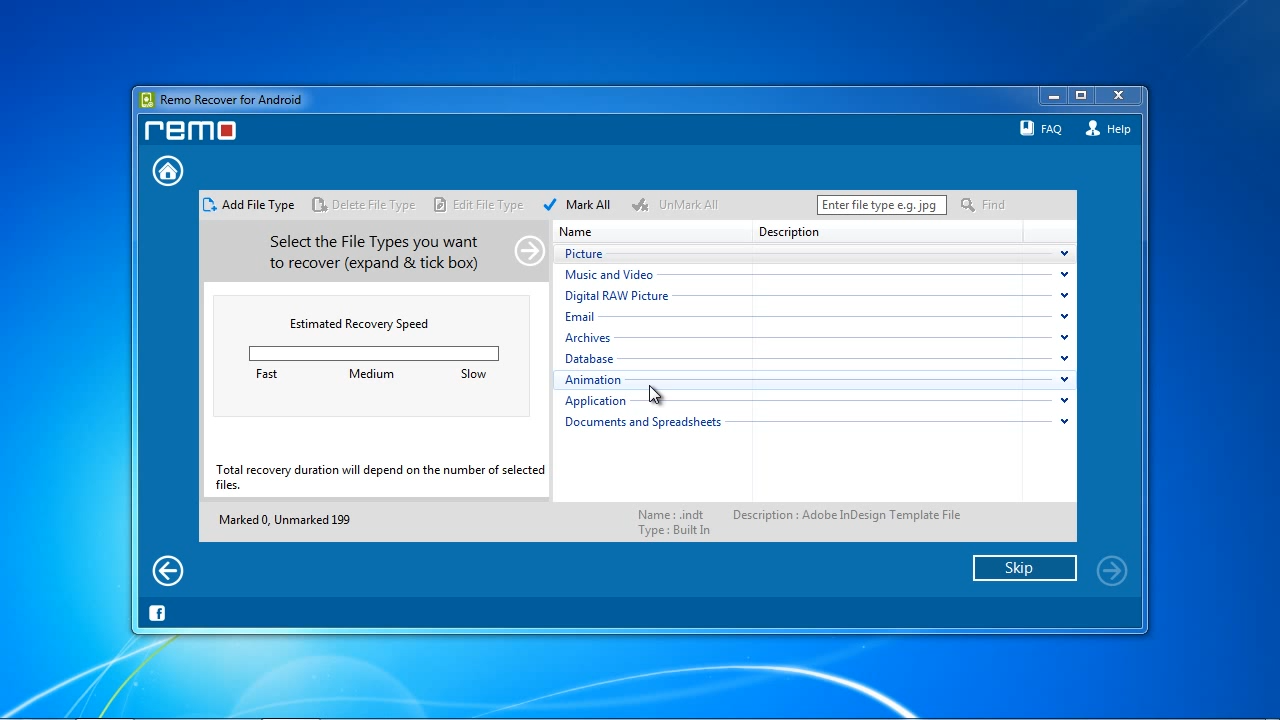 Remo Recover for Android
remo
FAQ
Help
Add File Type
Delete File Type
Edit File Type
Mark All
UnMark All
Enter file type e.g. jpg
Find
Select the File Types you want
to recover (expand & tick box)
Estimated Recovery Speed
Fast
Medium
Slow
Total recovery duration will depend on the number of selected
files.
Name
Description
Picture
Music and Video
Digital RAW Picture
Email
Archives
Database
Animation
Application
Documents and Spreadsheets
Marked 0, Unmarked 199
Name : .indt
Description : Adobe InDesign Template File
Type : Built In
Skip
f